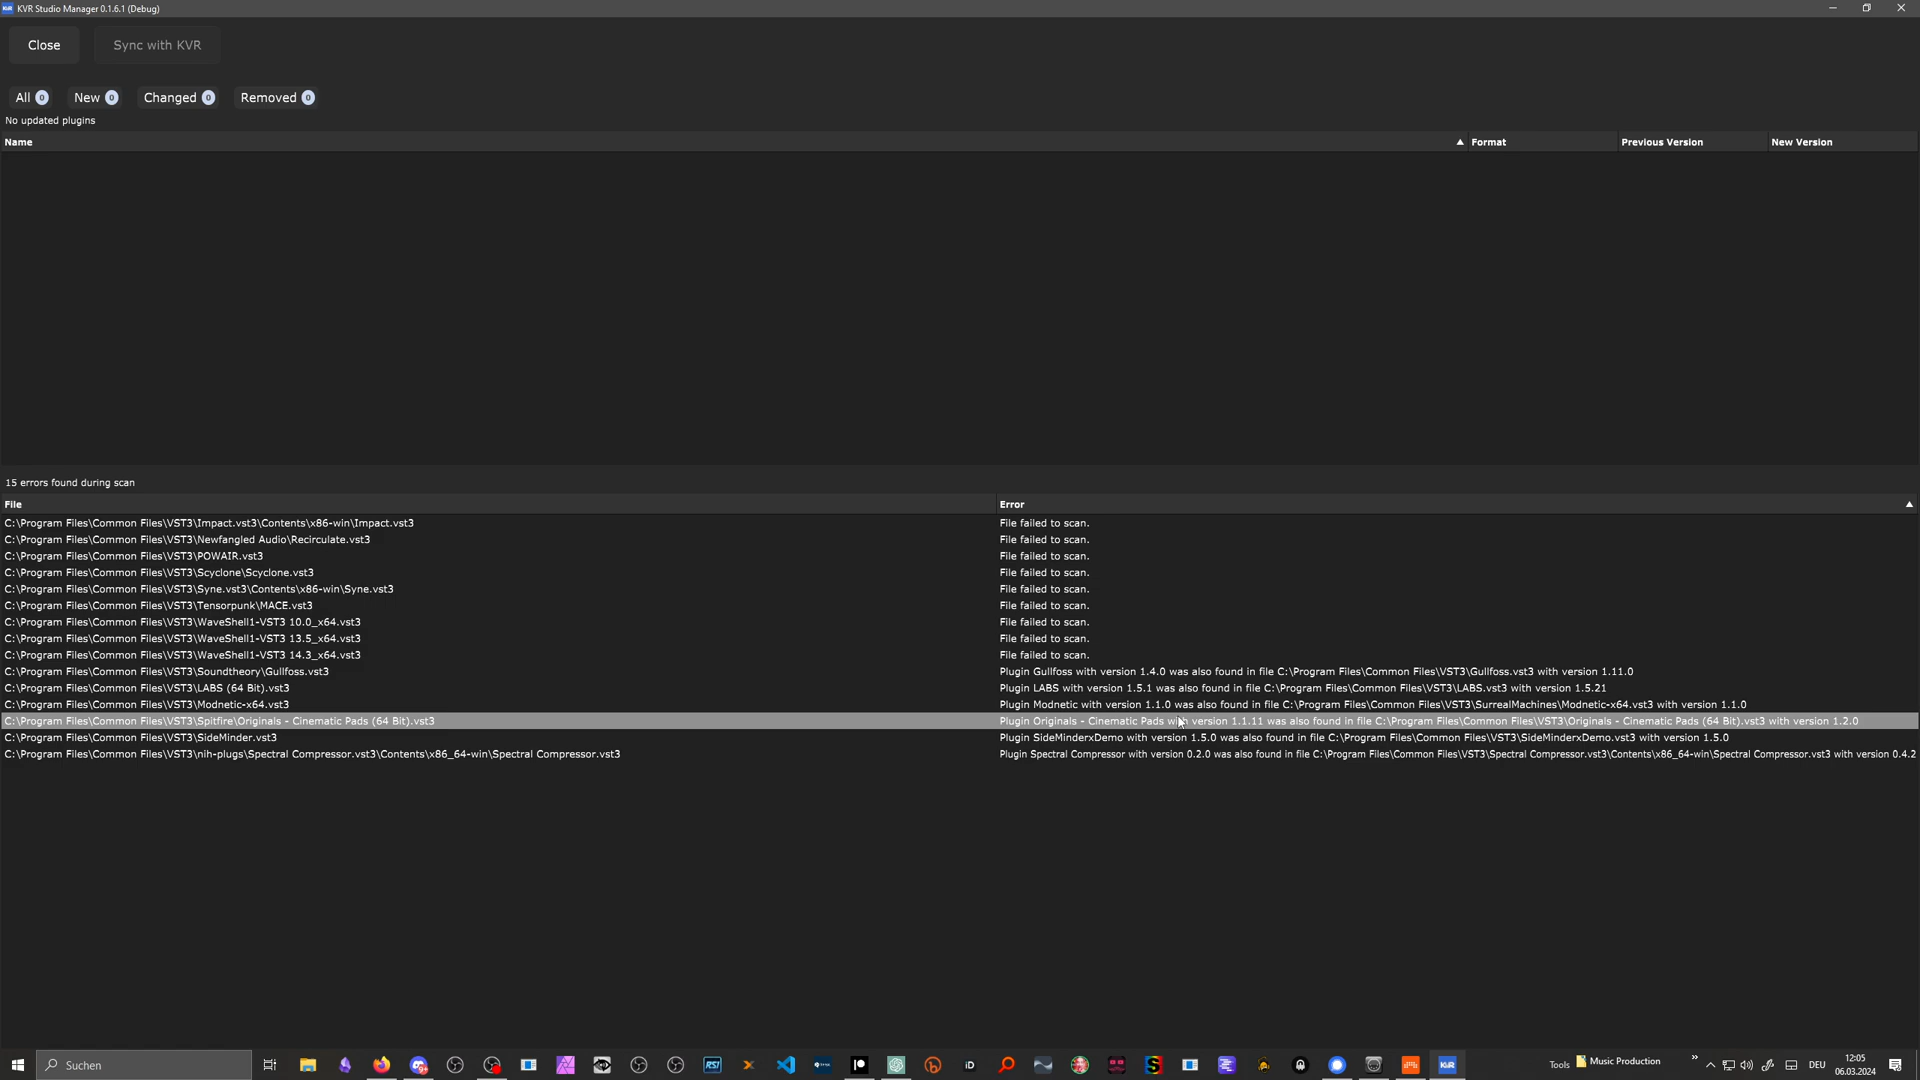 KVR Studio Manager 0.1.6.1 (Debug)
Close
Sync with KVR
All 0
New 0
Changed 0
Removed 0
No updated plugins
Name Format Previous Version New Version
15 errors found during scan
File Error
C:\Program Files\Common Files\VST3\Impact.vst3\Contents\x86-win\Impact.vst3 File failed to scan.
C:\Program Files\Common Files\VST3\Newfangled Audio\Recirculate.vst3 File failed to scan.
C:\Program Files\Common Files\VST3\POWAIR.vst3 File failed to scan.
C:\Program Files\Common Files\VST3\Scyclone\Scyclone.vst3 File failed to scan.
C:\Program Files\Common Files\VST3\Syne.vst3\Contents\x86-win\Syne.vst3 File failed to scan.
C:\Program Files\Common Files\VST3\Tensorpunk\MACE.vst3 File failed to scan.
C:\Program Files\Common Files\VST3\WaveShell1-VST3 10.0_x64.vst3 File failed to scan.
C:\Program Files\Common Files\VST3\WaveShell1-VST3 13.5_x64.vst3 File failed to scan.
C:\Program Files\Common Files\VST3\WaveShell1-VST3 14.3_x64.vst3 File failed to scan.
C:\Program Files\Common Files\VST3\Soundtheory\Gullfoss.vst3 Plugin Gullfoss with version 1.4.0 was also found in file C:\Program Files\Common Files\VST3\Gullfoss.vst3 with version 1.11.0
C:\Program Files\Common Files\VST3\LABS (64 Bit).vst3 Plugin LABS with version 1.5.1 was also found in file C:\Program Files\Common Files\VST3\LABS.vst3 with version 1.5.21
C:\Program Files\Common Files\VST3\Modnetic-x64.vst3 Plugin Modnetic with version 1.1.0 was also found in file C:\Program Files\Common Files\VST3\SurrealMachines\Modnetic-x64.vst3 with version 1.1.0
C:\Program Files\Common Files\VST3\Spitfire\Originals - Cinematic Pads (64 Bit).vst3 Plugin Originals - Cinematic Pads with version 1.1.11 was also found in file C:\Program Files\Common Files\VST3\Originals - Cinematic Pads (64 Bit).vst3 with version 1.2.0
C:\Program Files\Common Files\VST3\SideMinder.vst3 Plugin SideMinderxDemo with version 1.5.0 was also found in file C:\Program Files\Common Files\VST3\SideMinderxDemo.vst3 with version 1.5.0
C:\Program Files\Common Files\VST3\nih-plugs\Spectral Compressor.vst3\Contents\x86_64-win\Spectral Compressor.vst3 Plugin Spectral Compressor with version 0.2.0 was also found in file C:\Program Files\Common Files\VST3\Spectral Compressor.vst3\Contents\x86_64-win\Spectral Compressor.vst3 with version 0.4.2
Suchen
RSI
iD
KVR
Tools
Music Production
DEU
12:05
06.03.2024